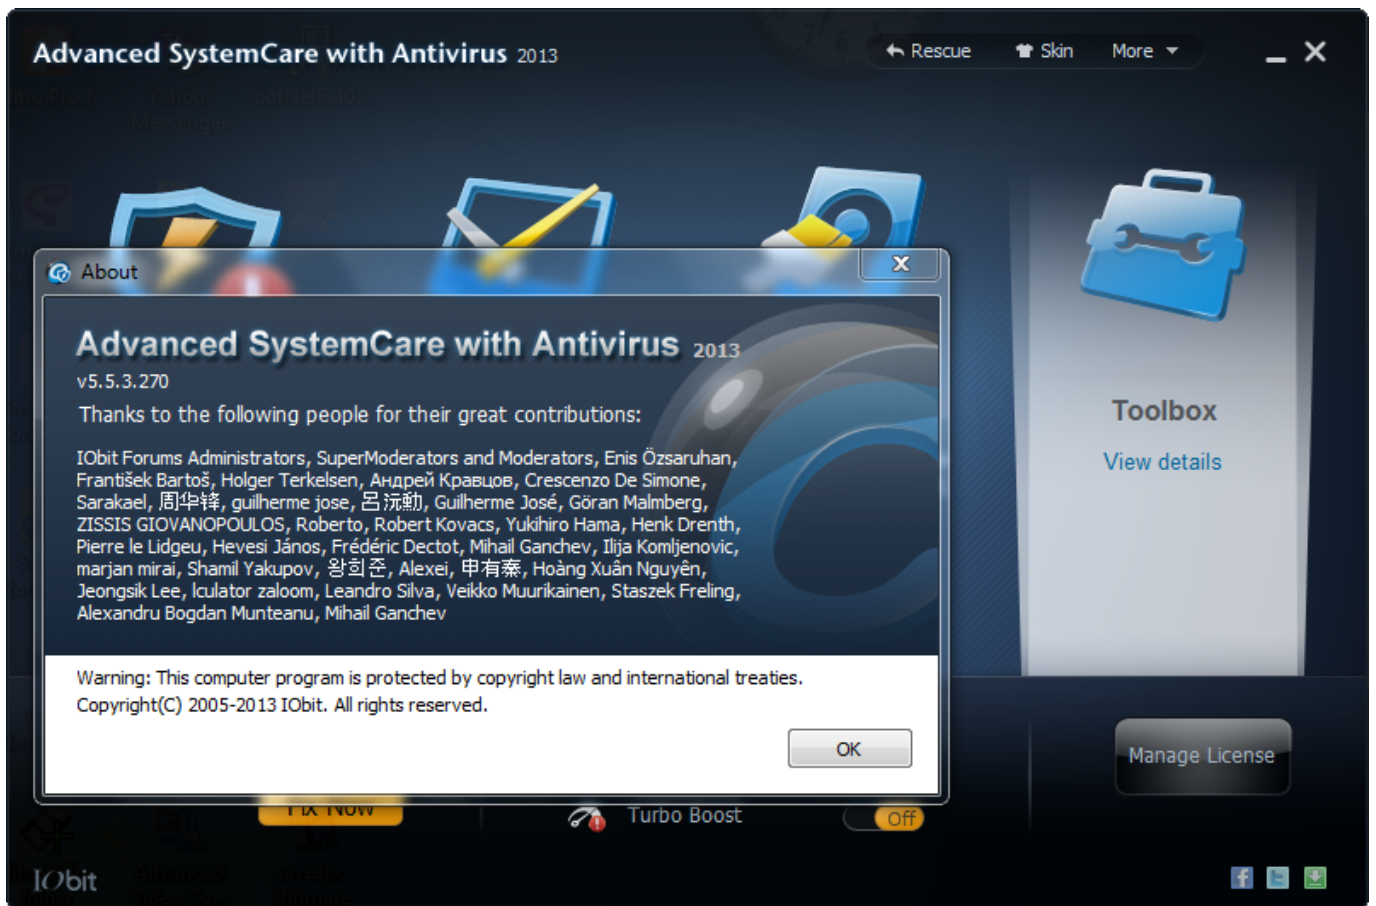 Advanced SystemCare with Antivirus 2013
Rescue
Skin
More
About
X
Advanced SystemCare with Antivirus 2013
v5.5.3.270
Thanks to the following people for their great contributions:
IObit Forums Administrators, SuperModerators and Moderators, Enis Özsaruhan,
František Bartoš, Holger Terkelsen, Андрей Кравцов, Crescenzo De Simone,
Sarakael, 周华锋, guilherme jose, 呂沅勳, Guilherme José, Göran Malmberg,
ZISSIS GIOVANOPOULOS, Roberto, Robert Kovacs, Yukihiro Hama, Henk Drenth,
Pierre le Lidgeu, Hevesi János, Frédéric Dectot, Mihail Ganchev, Ilija Komljenovic,
marjan mirai, Shamil Yakupov, 왕희준, Alexei, 申有秦, Hoàng Xuân Nguyên,
Jeongsik Lee, lculator zaloom, Leandro Silva, Veikko Muurikainen, Staszek Freling,
Alexandru Bogdan Munteanu, Mihail Ganchev
Warning: This computer program is protected by copyright law and international treaties.
Copyright(C) 2005-2013 IObit. All rights reserved.
OK
Toolbox
View details
Manage License
Fix Now
Turbo Boost
Off
IObit